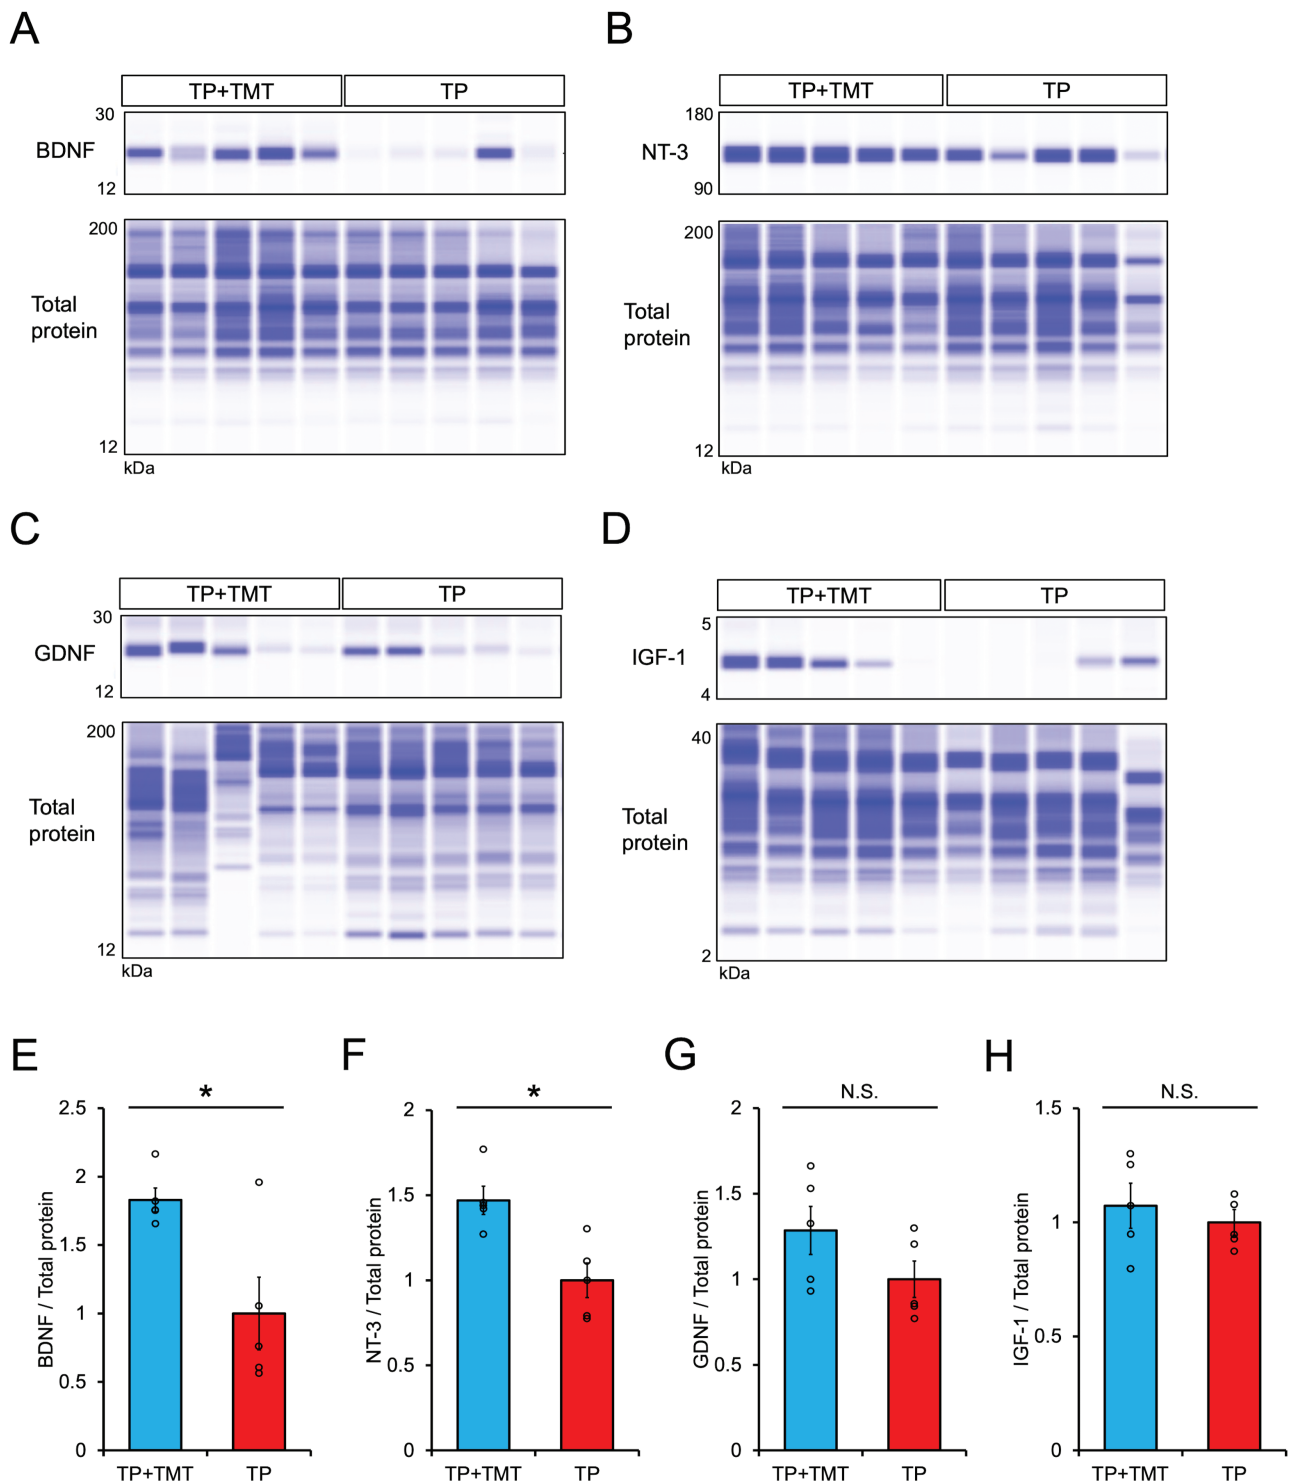 A
TP+TMT TP
30
BDNF
12
200
Total
protein
12
kDa
B
TP+TMT TP
180
NT-3
90
200
Total
protein
12
kDa
C
TP+TMT TP
30
GDNF
12
200
Total
protein
12
kDa
D
TP+TMT TP
5
IGF-1
4
40
Total
protein
2
kDa
E
*
BDNF / Total protein
2.5
2
1.5
1
0.5
0
TP+TMT TP
F
*
NT-3 / Total protein
2
1.5
1
0.5
0
TP+TMT TP
G
N.S.
GDNF / Total protein
2
1.5
1
0.5
0
TP+TMT TP
H
N.S.
IGF-1 / Total protein
1.5
1
0.5
0
TP+TMT TP